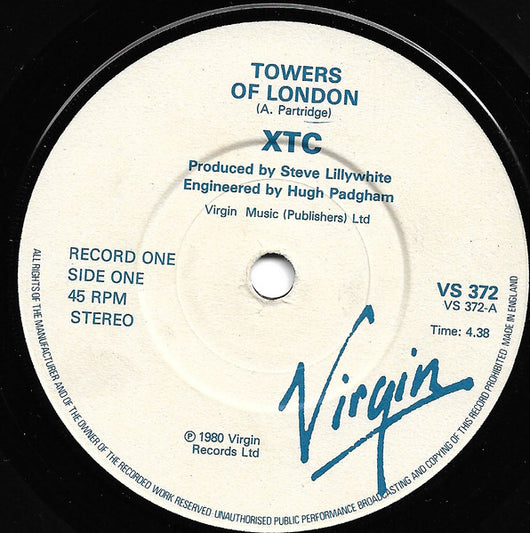 TOWERS
OF LONDON
(A. Partridge)
XTC
Produced by Steve Lillywhite
Engineered by Hugh Padgham
Virgin Music (Publishers) Ltd
RECORD ONE
SIDE ONE
45 RPM
STEREO
VS 372
VS 372-A
Time: 4.38
Virgin
℗ 1980 Virgin
Records Ltd
ALL RIGHTS OF THE MANUFACTURER AND OF THE OWNER OF THE RECORDED WORK RESERVED. UNAUTHORISED PUBLIC PERFORMANCE BROADCASTING AND COPYING OF THIS RECORD PROHIBITED. MADE IN ENGLAND